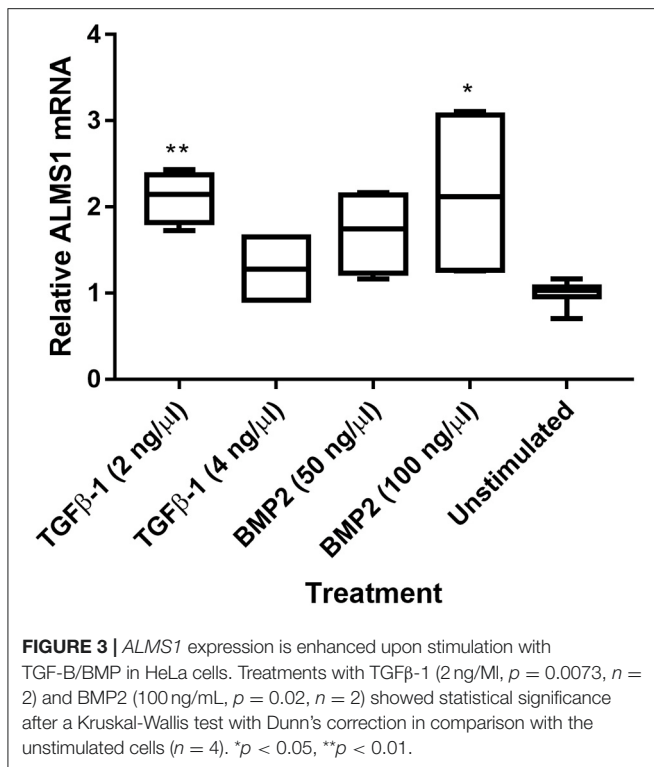 Relative ALMS1 mRNA
4
3
2
1
0
**
*
TGFβ-1 (2 ng/μl)
TGFβ-1 (4 ng/μl)
BMP2 (50 ng/μl)
BMP2 (100 ng/μl)
Unstimulated
Treatment
FIGURE 3 | ALMS1 expression is enhanced upon stimulation with
TGF-B/BMP in HeLa cells. Treatments with TGFβ-1 (2 ng/Ml, p = 0.0073, n =
2) and BMP2 (100 ng/mL, p = 0.02, n = 2) showed statistical significance
after a Kruskal-Wallis test with Dunn's correction in comparison with the
unstimulated cells (n = 4). *p < 0.05, **p < 0.01.